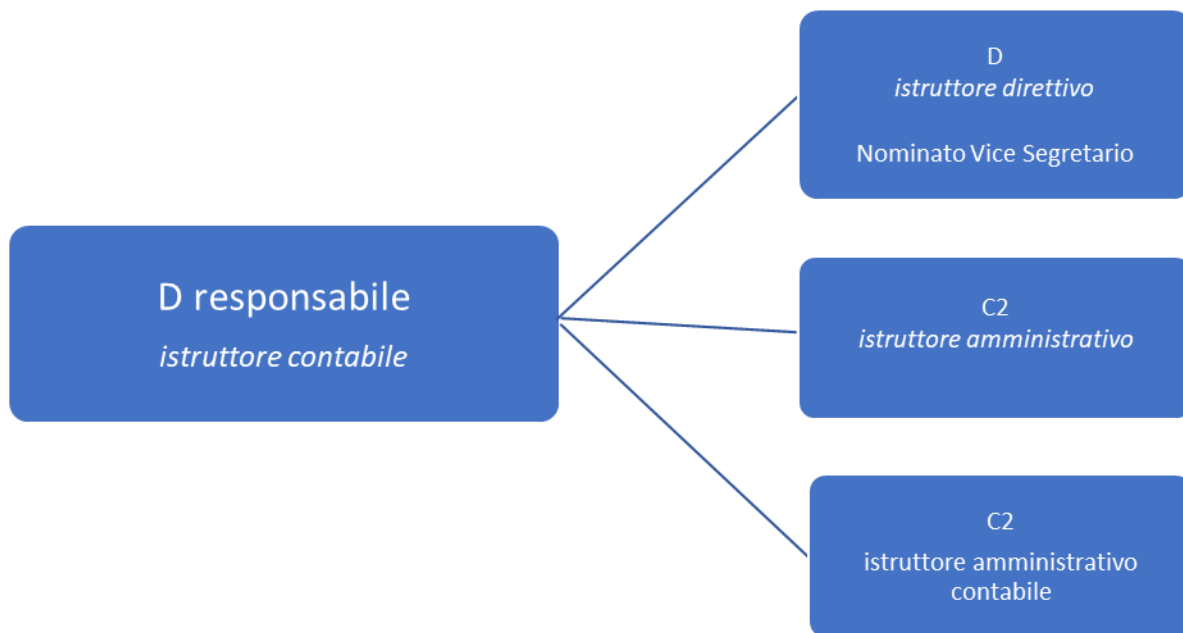 D responsabile
istruttore contabile
D
istruttore direttivo
Nominato Vice Segretario
C2
istruttore amministrativo
C2
istruttore amministrativo
contabile